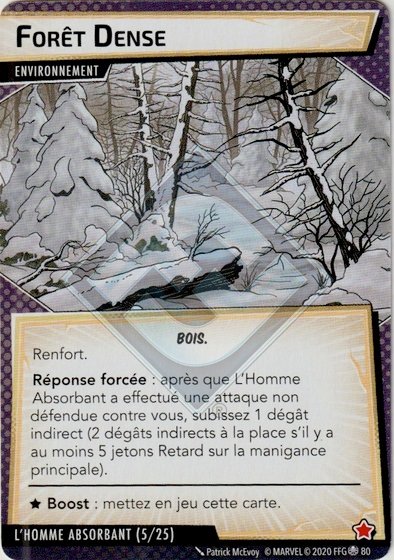 Forêt Dense
ENVIRONNEMENT
BOIS.
Renfort.
Réponse forcée : après que L'Homme
Absorbant a effectué une attaque non
défendue contre vous, subissez 1 dégât
indirect (2 dégâts indirects à la place s'il y a
au moins 5 jetons Retard sur la manigance
principale).
★ Boost : mettez en jeu cette carte.
L'HOMME ABSORBANT (5/25)
Patrick McEvoy © MARVEL © 2020 FFG 80